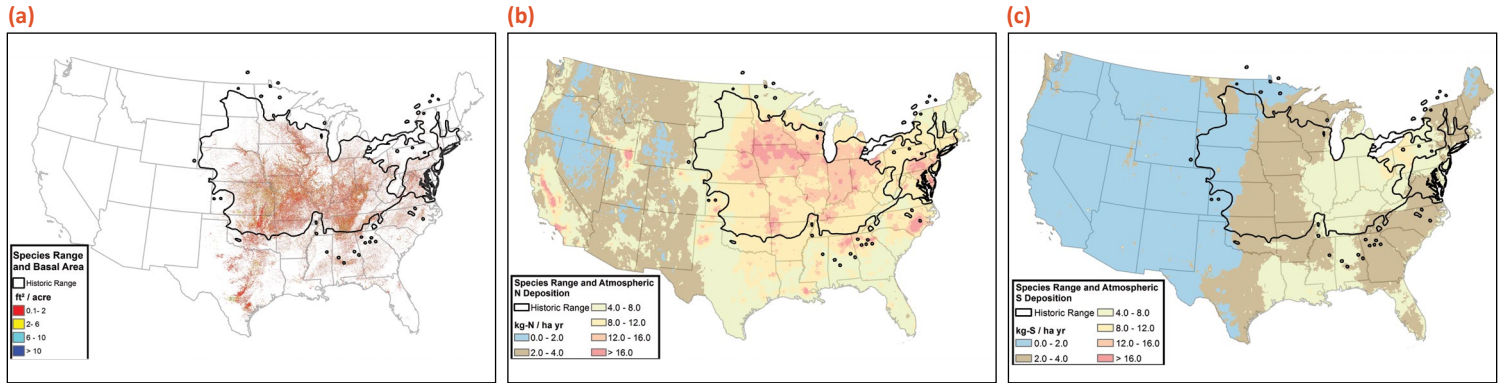 (a)
Species Range
and Basal Area
Historic Range
ft² / acre
0.1- 2
2- 6
6 - 10
> 10
(b)
Species Range and Atmospheric
N Deposition
Historic Range
kg-N / ha yr
0.0 - 2.0
2.0 - 4.0
4.0 - 8.0
8.0 - 12.0
12.0 - 16.0
> 16.0
(c)
Species Range and Atmospheric
S Deposition
Historic Range
kg-S / ha yr
0.0 - 2.0
2.0 - 4.0
4.0 - 8.0
8.0 - 12.0
12.0 - 16.0
> 16.0